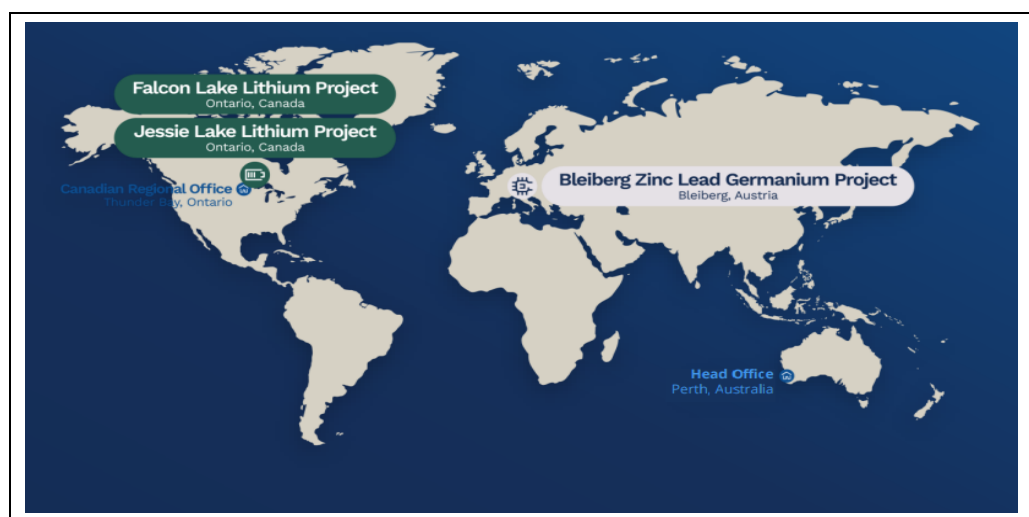 Falcon Lake Lithium Project
Ontario, Canada
Jessie Lake Lithium Project
Ontario, Canada
Canadian Regional Office
Thunder Bay, Ontario
Bleiberg Zinc Lead Germanium Project
Bleiberg, Austria
Head Office
Perth, Australia